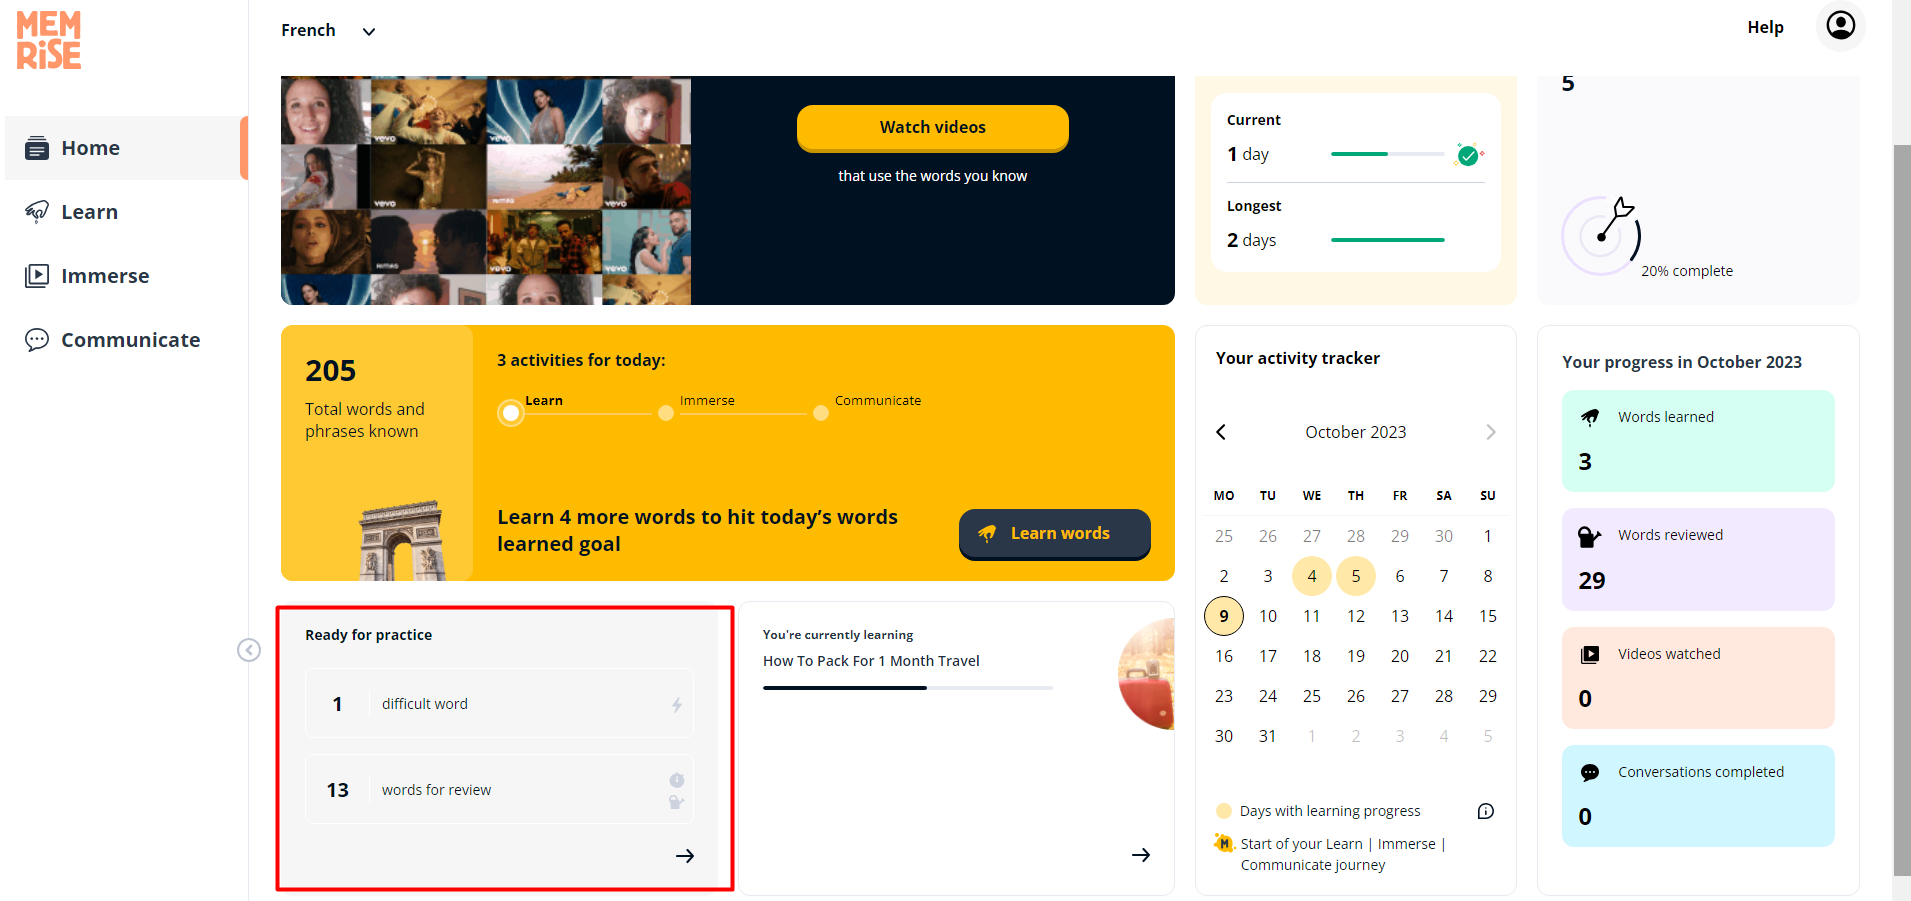 MEM
RiSE
French
Help
Home
Learn
Immerse
Communicate
Watch videos
that use the words you know
vevo
vevo
vevo
vevo
vevo
vevo
Current
1 day
Longest
2 days
5
20% complete
205
Total words and
phrases known
3 activities for today:
Learn
Immerse
Communicate
Learn 4 more words to hit today’s words
learned goal
Learn words
Ready for practice
1 difficult word
13 words for review
You're currently learning
How To Pack For 1 Month Travel
Your activity tracker
October 2023
MO TU WE TH FR SA SU
25 26 27 28 29 30 1
2 3 4 5 6 7 8
9 10 11 12 13 14 15
16 17 18 19 20 21 22
23 24 25 26 27 28 29
30 31 1 2 3 4 5
Days with learning progress
M
Start of your Learn | Immerse |
Communicate journey
Your progress in October 2023
Words learned
3
Words reviewed
29
Videos watched
0
Conversations completed
0